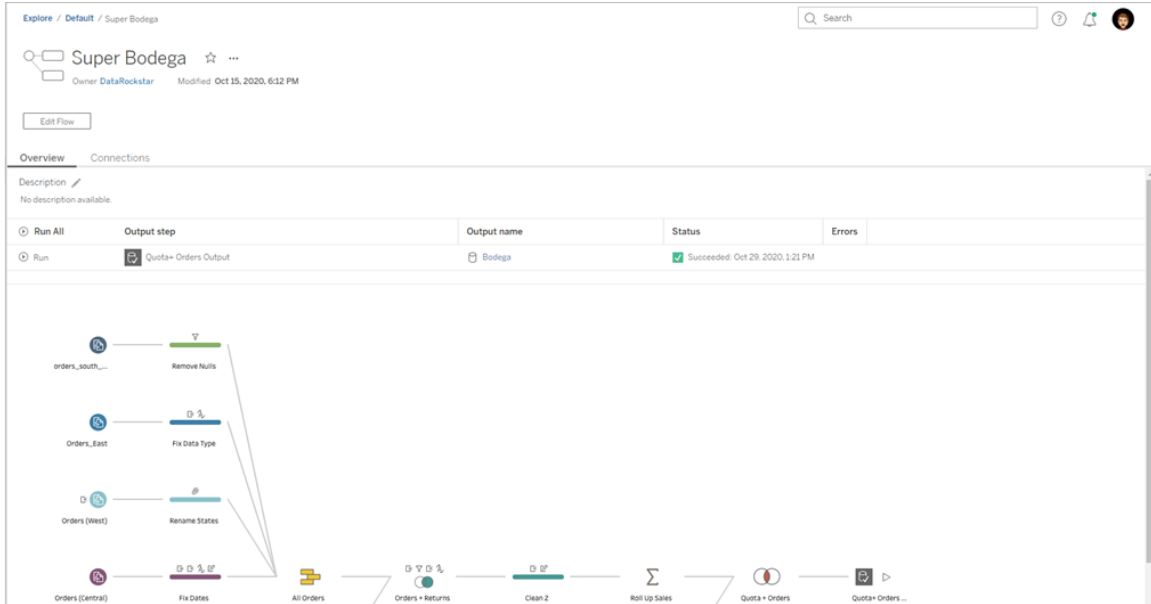 Explore / Default / Super Bodega
Search
Super Bodega
Owner DataRockstar Modified Oct 15, 2020, 6:12 PM
Edit Flow
Overview Connections
Description
No description available.
Run All Output step Output name Status Errors
Run Quota+ Orders Output Bodega Succeeded: Oct 29, 2020, 1:21 PM
orders_south_... Remove Nulls
Orders_East Fix Data Type
Orders (West) Rename States
Orders (Central) Fix Dates All Orders Orders + Returns Clean 2 Roll Up Sales Quota + Orders Quota+ Orders ...